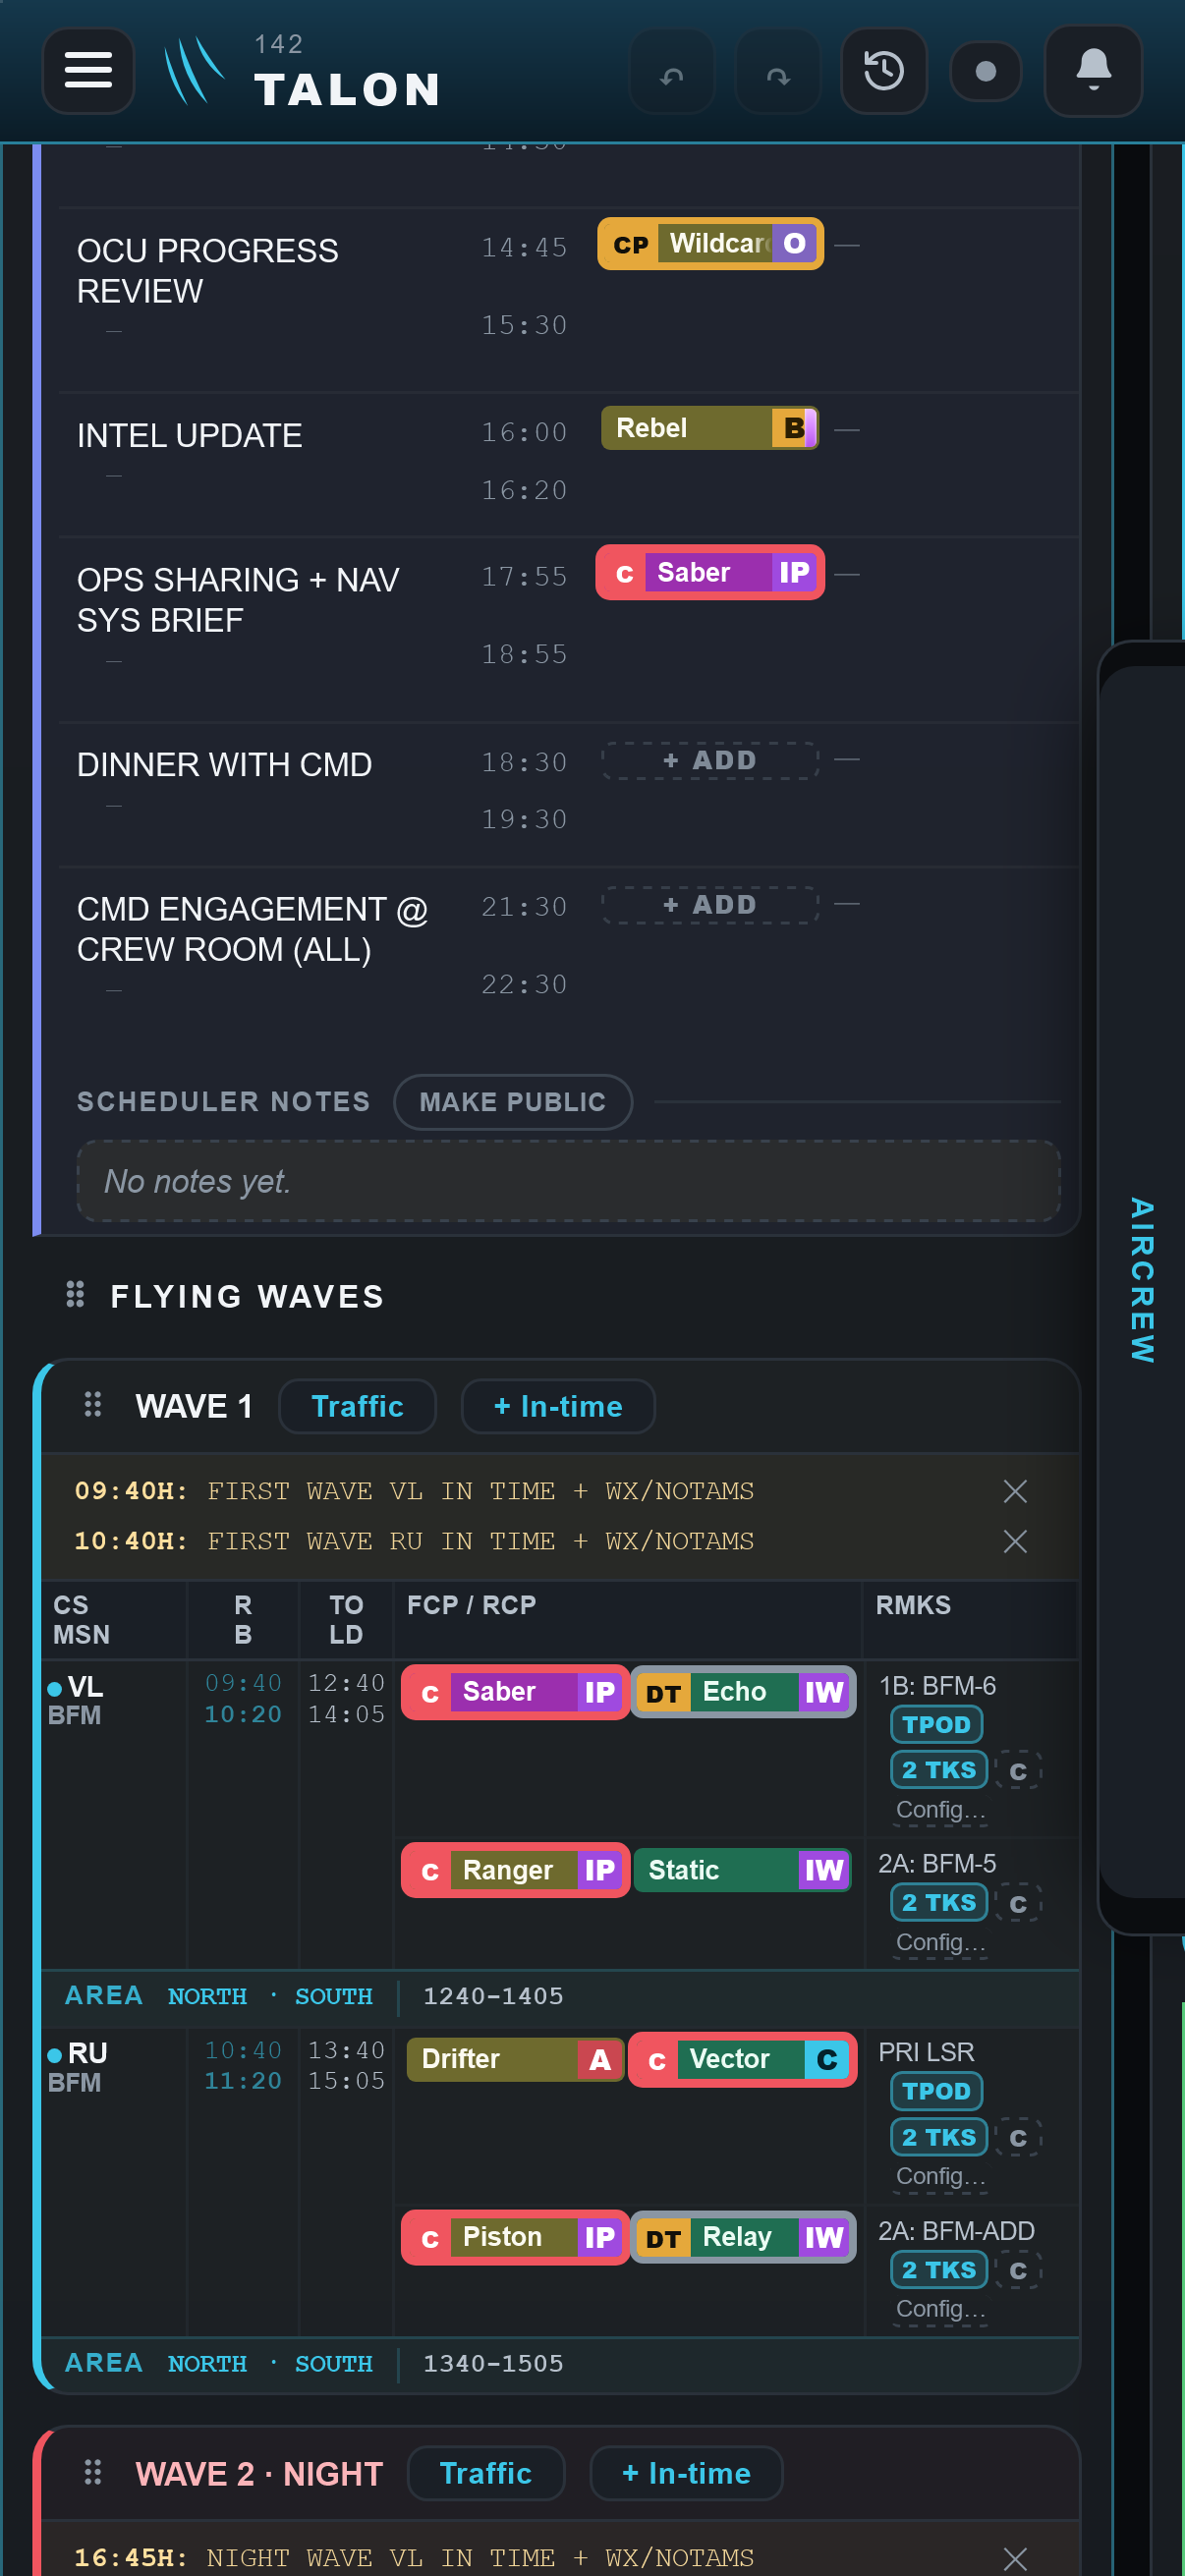 142
TALON
OCU PROGRESS
REVIEW
—
14:45
15:30
CP Wildcar O —
INTEL UPDATE
—
16:00
16:20
Rebel B —
OPS SHARING + NAV
SYS BRIEF
—
17:55
18:55
C Saber IP —
DINNER WITH CMD
—
18:30
19:30
+ ADD —
CMD ENGAGEMENT @
CREW ROOM (ALL)
—
21:30
22:30
+ ADD —
SCHEDULER NOTES MAKE PUBLIC
No notes yet.
AIRCREW
FLYING WAVES
WAVE 1 Traffic + In-time
09:40H: FIRST WAVE VL IN TIME + WX/NOTAMS
10:40H: FIRST WAVE RU IN TIME + WX/NOTAMS
CS R TO FCP / RCP RMKS
MSN B LD
VL 09:40 12:40 C Saber IP DT Echo IW 1B: BFM-6
BFM 10:20 14:05 TPOD
2 TKS C
Config...
C Ranger IP Static IW 2A: BFM-5
2 TKS C
Config...
AREA NORTH · SOUTH 1240-1405
RU 10:40 13:40 Drifter A C Vector C PRI LSR
BFM 11:20 15:05 TPOD
2 TKS C
Config...
C Piston IP DT Relay IW 2A: BFM-ADD
2 TKS C
Config...
AREA NORTH · SOUTH 1340-1505
WAVE 2 · NIGHT Traffic + In-time
16:45H: NIGHT WAVE VL IN TIME + WX/NOTAMS